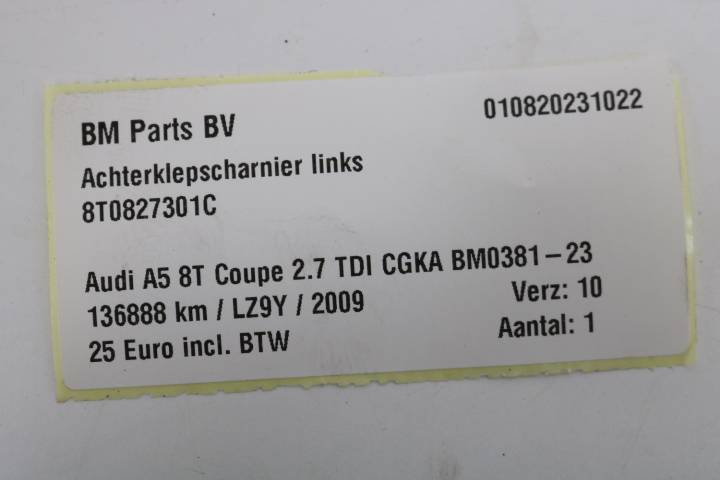 BM Parts BV
010820231022
Achterklepscharnier links
8T0827301C
Audi A5 8T Coupe 2.7 TDI CGKA BM0381-23
136888 km / LZ9Y / 2009
Verz: 10
25 Euro incl. BTW
Aantal: 1